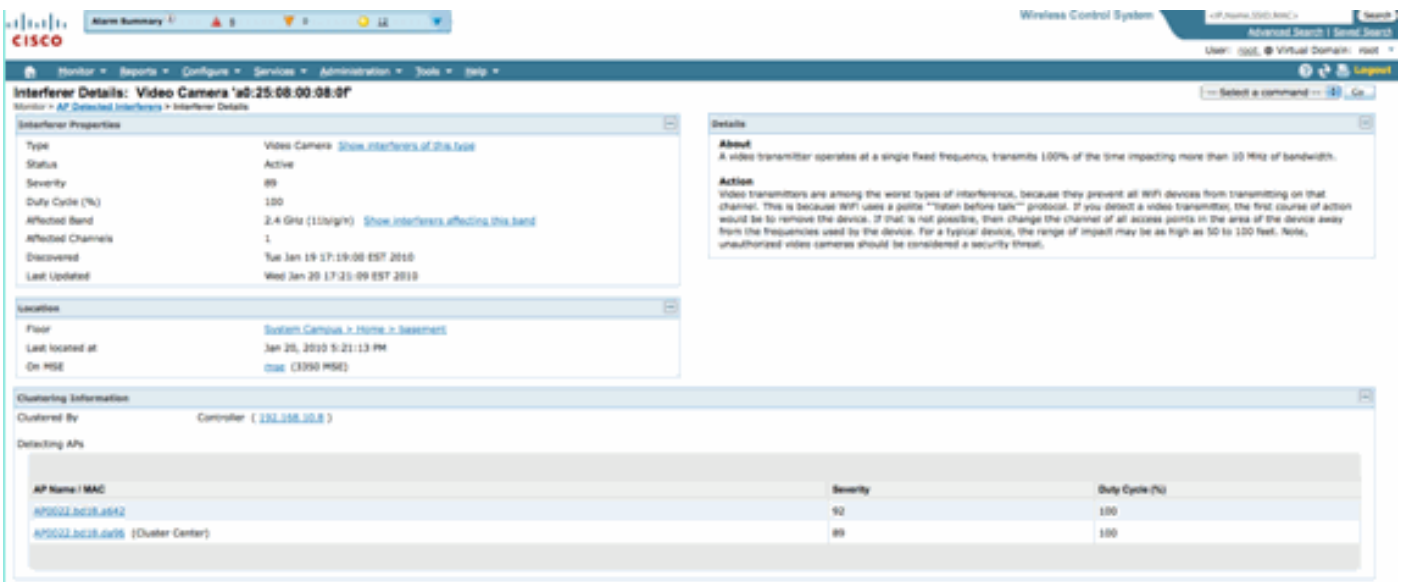 Alarm Summary
Wireless Control System
<IP,Name,SSID,MAC>
Search
Advanced Search | Saved Search
CISCO
User: root @ Virtual Domain: root
Monitor Reports Configure Services Administration Tools Help
Logout
Interferer Details: Video Camera 'a0:25:08:00:08:0f'
-- Select a command -- Go
Monitor > AP Detected Interferers > Interferer Details
Interferer Properties
Type Video Camera Show interferers of this type
Status Active
Severity 89
Duty Cycle (%) 100
Affected Band 2.4 GHz (11b/g/n) Show interferers affecting this band
Affected Channels 1
Discovered Tue Jan 19 17:19:00 EST 2010
Last Updated Wed Jan 20 17:21:09 EST 2010
Details
About
A video transmitter operates at a single fixed frequency, transmits 100% of the time impacting more than 10 MHz of bandwidth.
Action
Video transmitters are among the worst types of interference, because they prevent all WiFi devices from transmitting on that
channel. This is because WiFi uses a polite ""listen before talk"" protocol. If you detect a video transmitter, the first course of action
would be to remove the device. If that is not possible, then change the channel of all access points in the area of the device away
from the frequencies used by the device. For a typical device, the range of impact may be as high as 50 to 100 feet. Note,
unauthorized video cameras should be considered a security threat.
Location
Floor System Campus > Home > basement
Last located at Jan 20, 2010 5:21:13 PM
On MSE mse (3350 MSE)
Clustering Information
Clustered By Controller ( 192.168.10.8 )
Detecting APs
AP Name / MAC Severity Duty Cycle (%)
AP0022.bd18.a642 92 100
AP0022.bd18.da96 (Cluster Center) 89 100